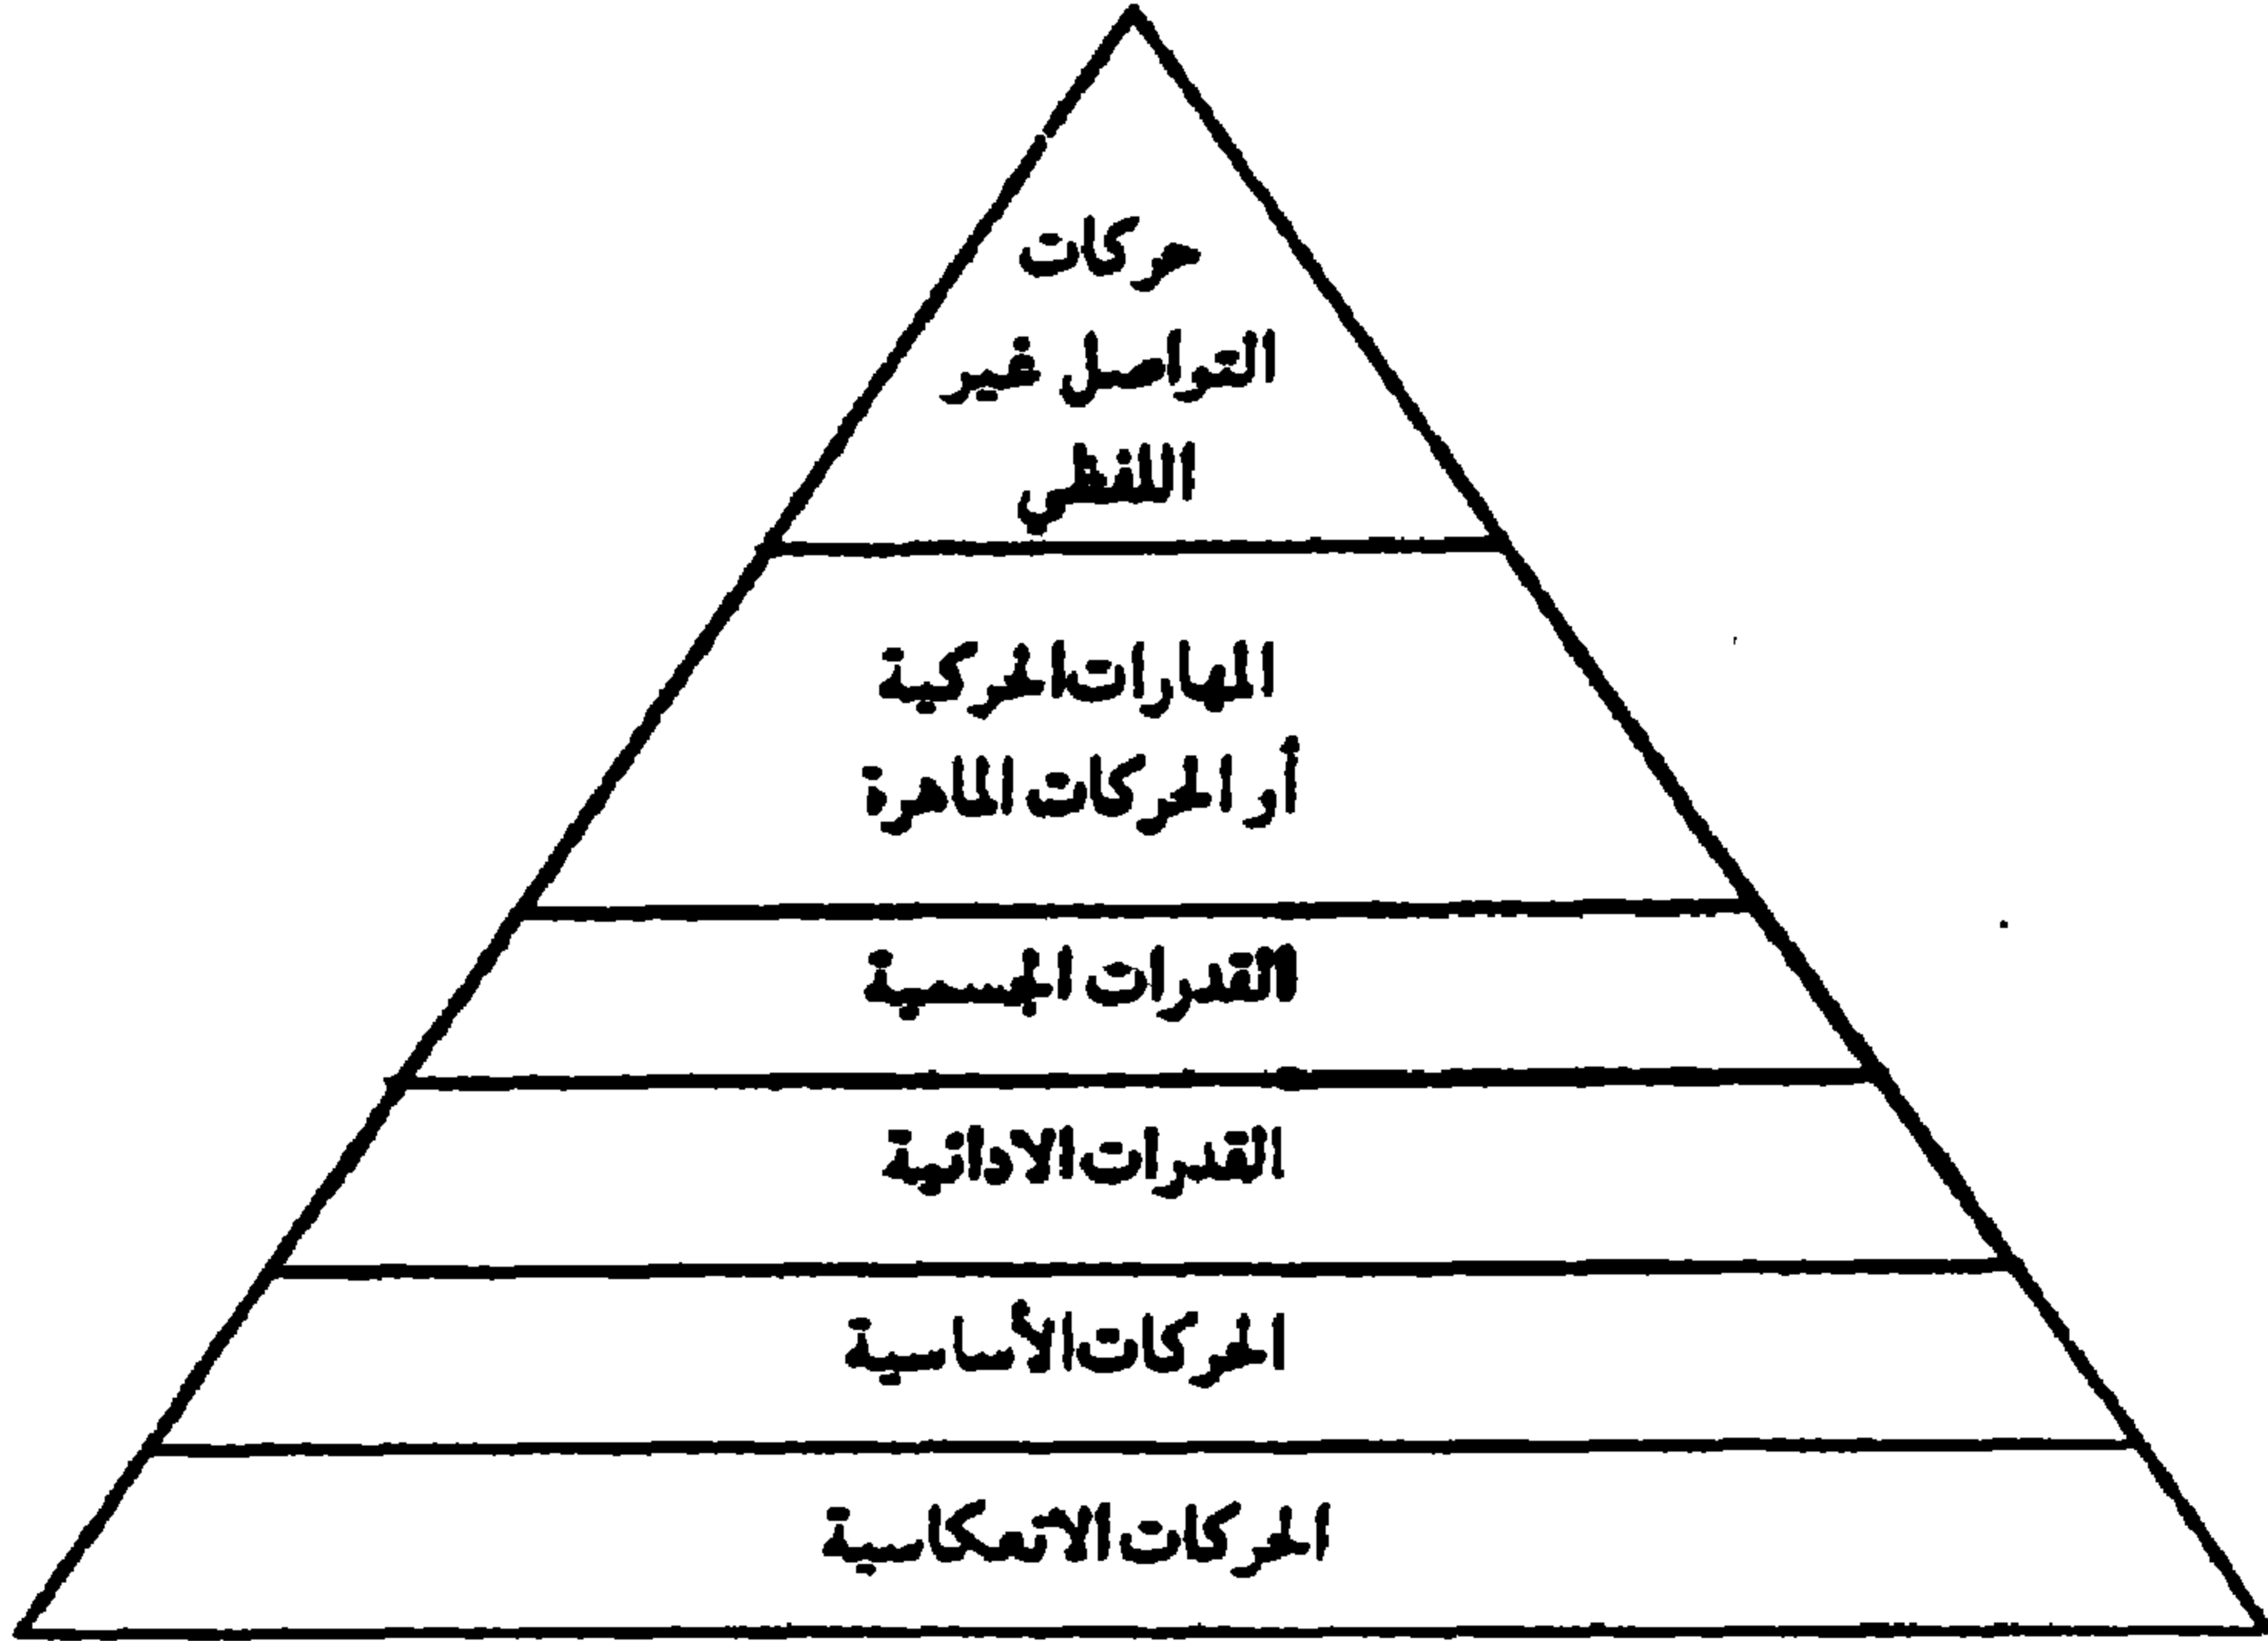 حركات
التواصل غير
اللفظي
المهارات الحركية
أو الحركات الماهرة
القدرات الجسمية
القدرات الادائية
الحركات الأساسية
الحركات الانعكاسية